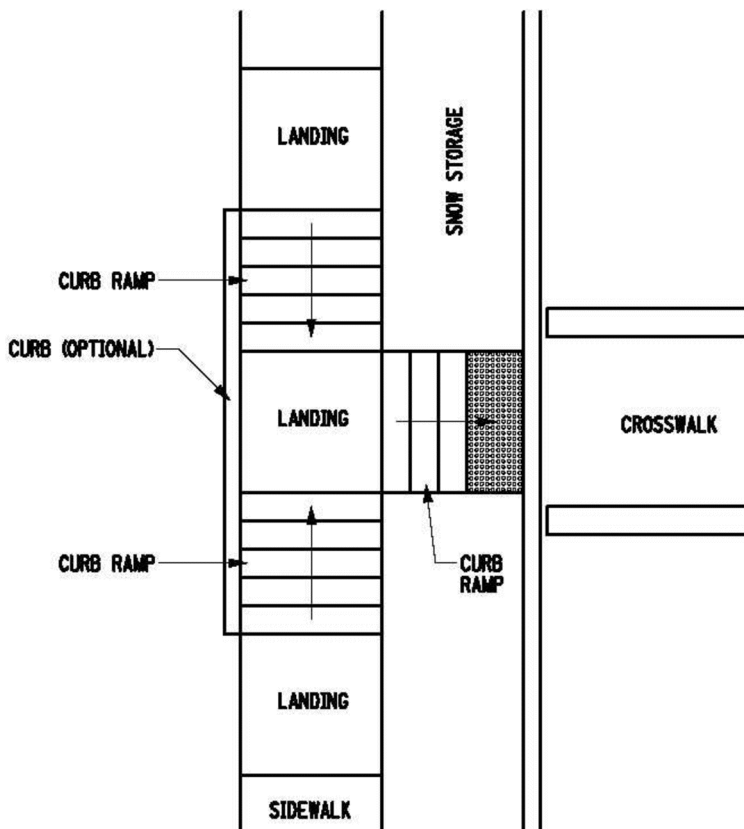 LANDING
SNOW STORAGE
CURB RAMP
CURB (OPTIONAL)
LANDING
CROSSWALK
CURB RAMP
CURB
RAMP
LANDING
SIDEWALK